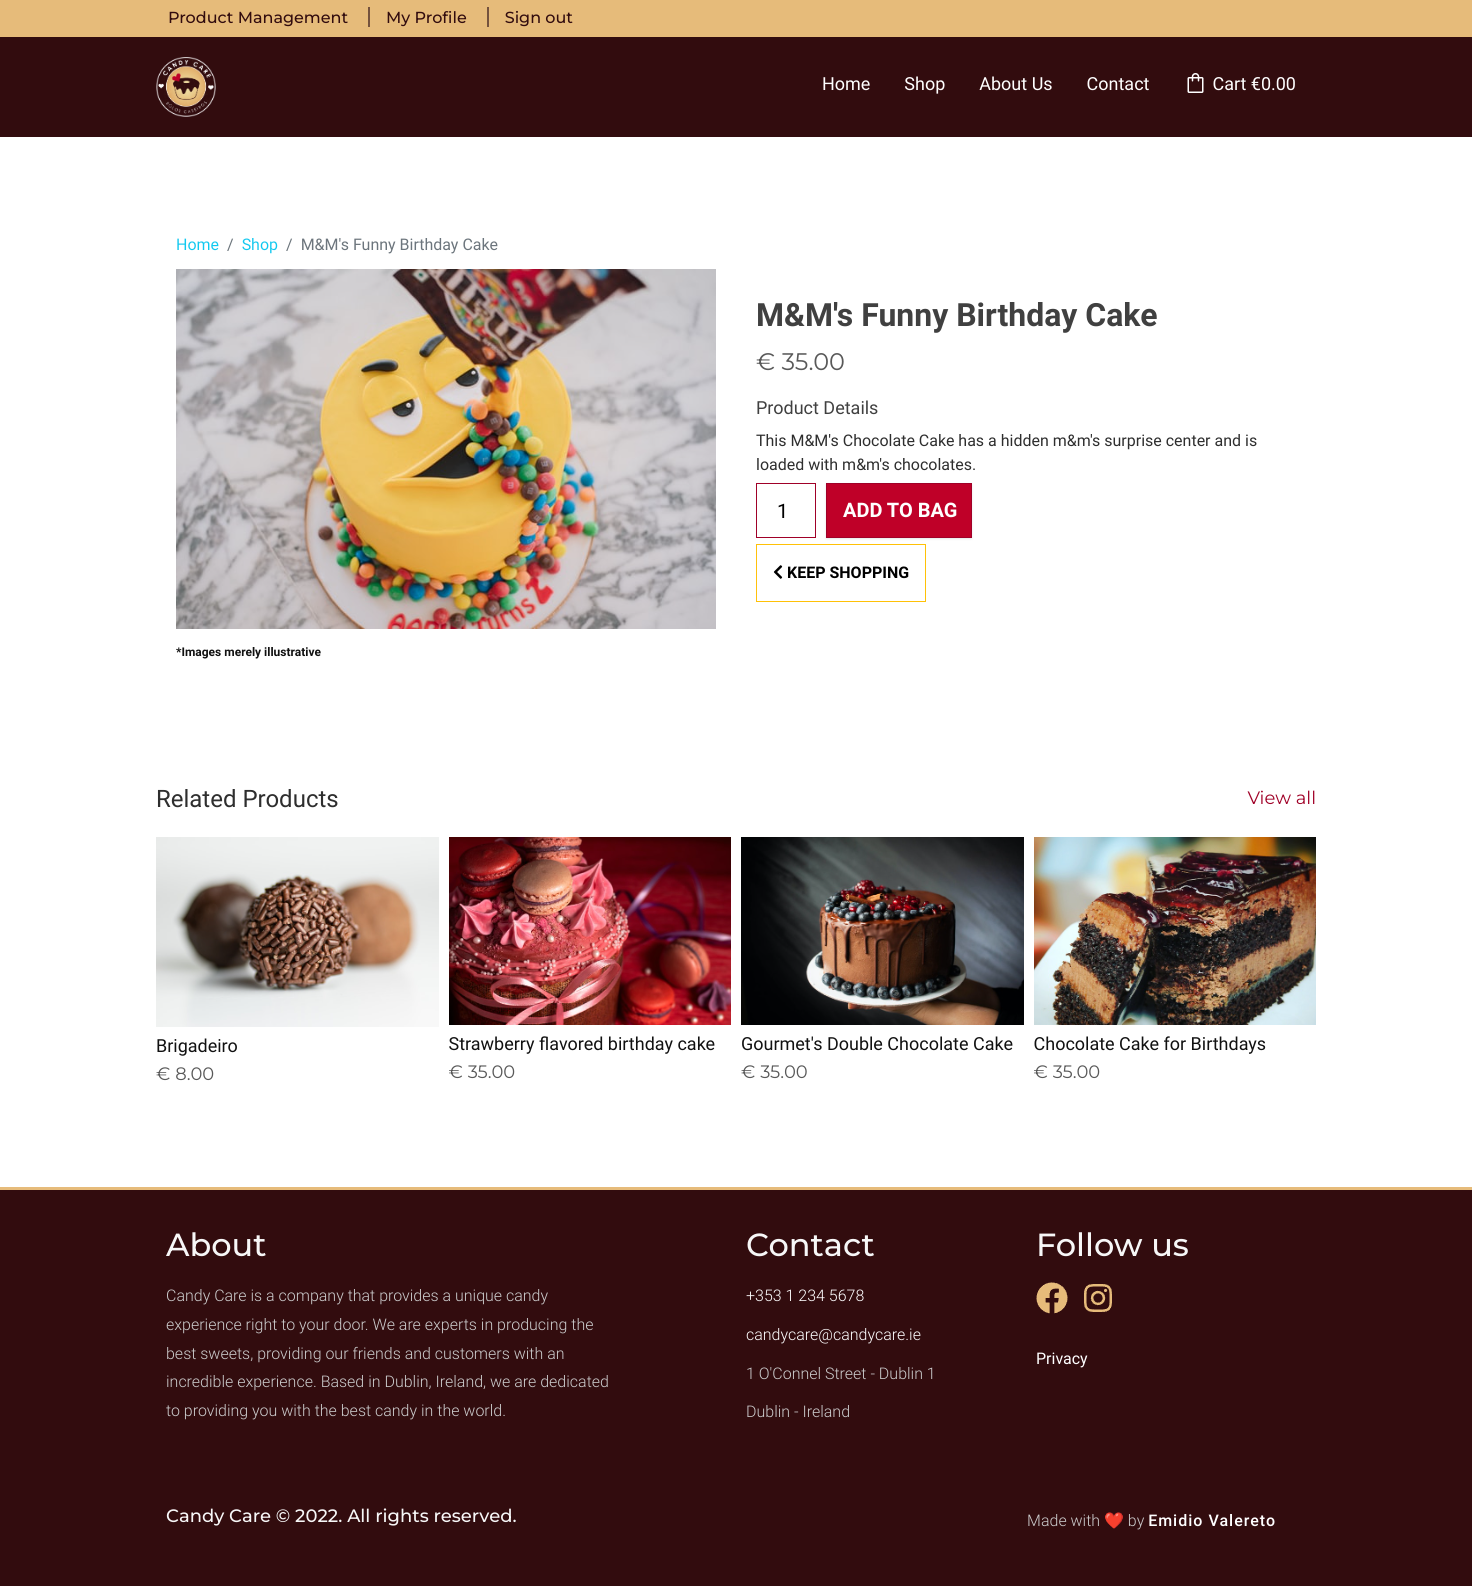 Product Management | My Profile | Sign out
CANDY CAKE
Home Shop About Us Contact Cart €0.00
Home / Shop / M&M's Funny Birthday Cake
M&M's Funny Birthday Cake
€ 35.00
Product Details
This M&M's Chocolate Cake has a hidden m&m's surprise center and is
loaded with m&m's chocolates.
1 ADD TO BAG
KEEP SHOPPING
turns 2
*Images merely illustrative
Related Products View all
Brigadeiro
€ 8.00
Strawberry flavored birthday cake
€ 35.00
Gourmet's Double Chocolate Cake
€ 35.00
Chocolate Cake for Birthdays
€ 35.00
About
Candy Care is a company that provides a unique candy
experience right to your door. We are experts in producing the
best sweets, providing our friends and customers with an
incredible experience. Based in Dublin, Ireland, we are dedicated
to providing you with the best candy in the world.
Contact
+353 1 234 5678
candycare@candycare.ie
1 O'Connel Street - Dublin 1
Dublin - Ireland
Follow us
Privacy
Candy Care © 2022. All rights reserved.
Made with ❤️ by Emidio Valereto